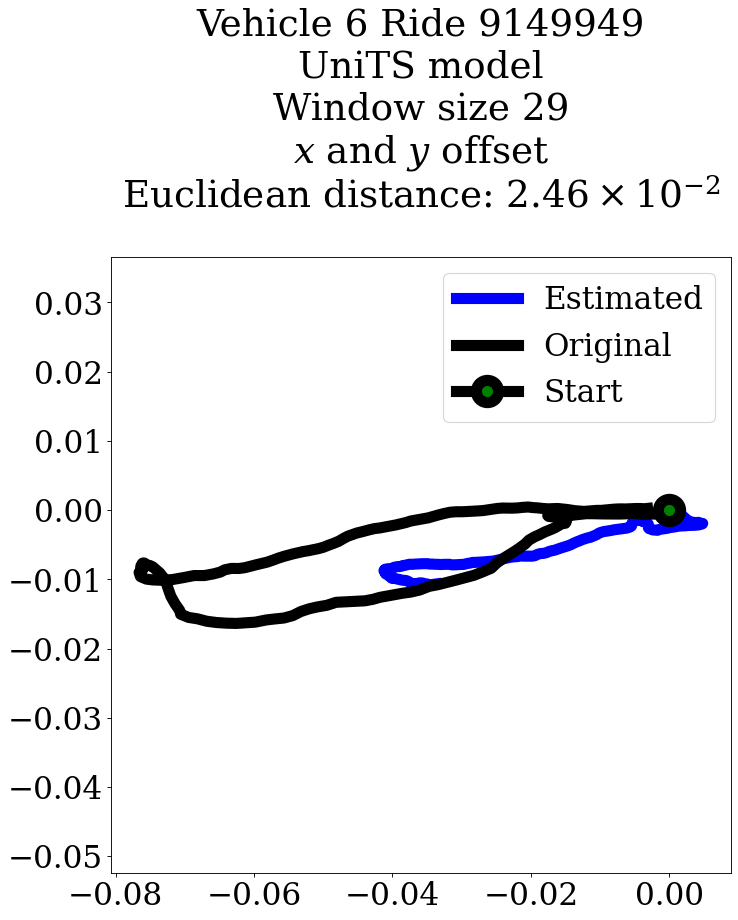 Vehicle 6 Ride 9149949
UniTS model
Window size 29
x and y offset
Euclidean distance: 2.46 × 10⁻²
Estimated
Original
Start
0.03
0.02
0.01
0.00
−0.01
−0.02
−0.03
−0.04
−0.05
−0.08 −0.06 −0.04 −0.02 0.00